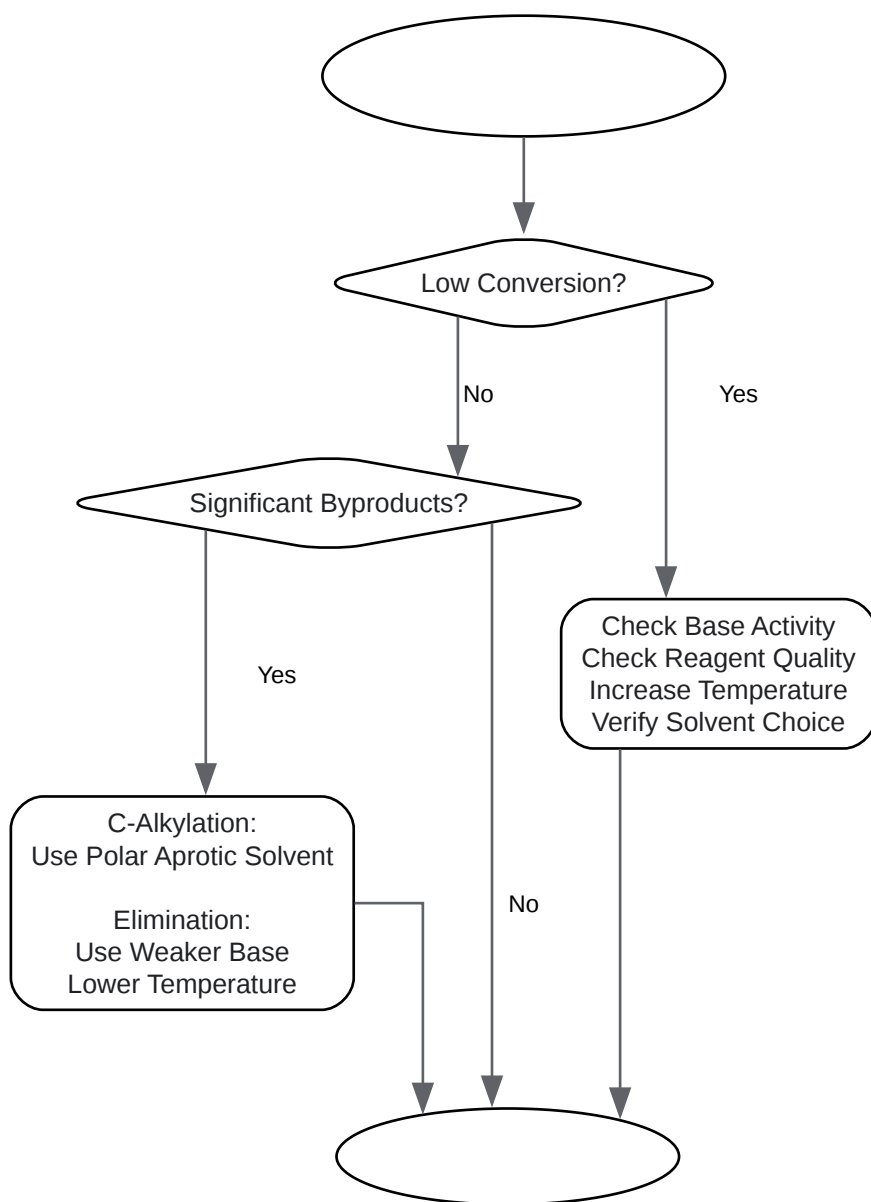 Low Conversion?
No
Yes
Significant Byproducts?
Check Base Activity
Check Reagent Quality
Increase Temperature
Verify Solvent Choice
Yes
C-Alkylation:
Use Polar Aprotic Solvent
Elimination:
Use Weaker Base
Lower Temperature
No